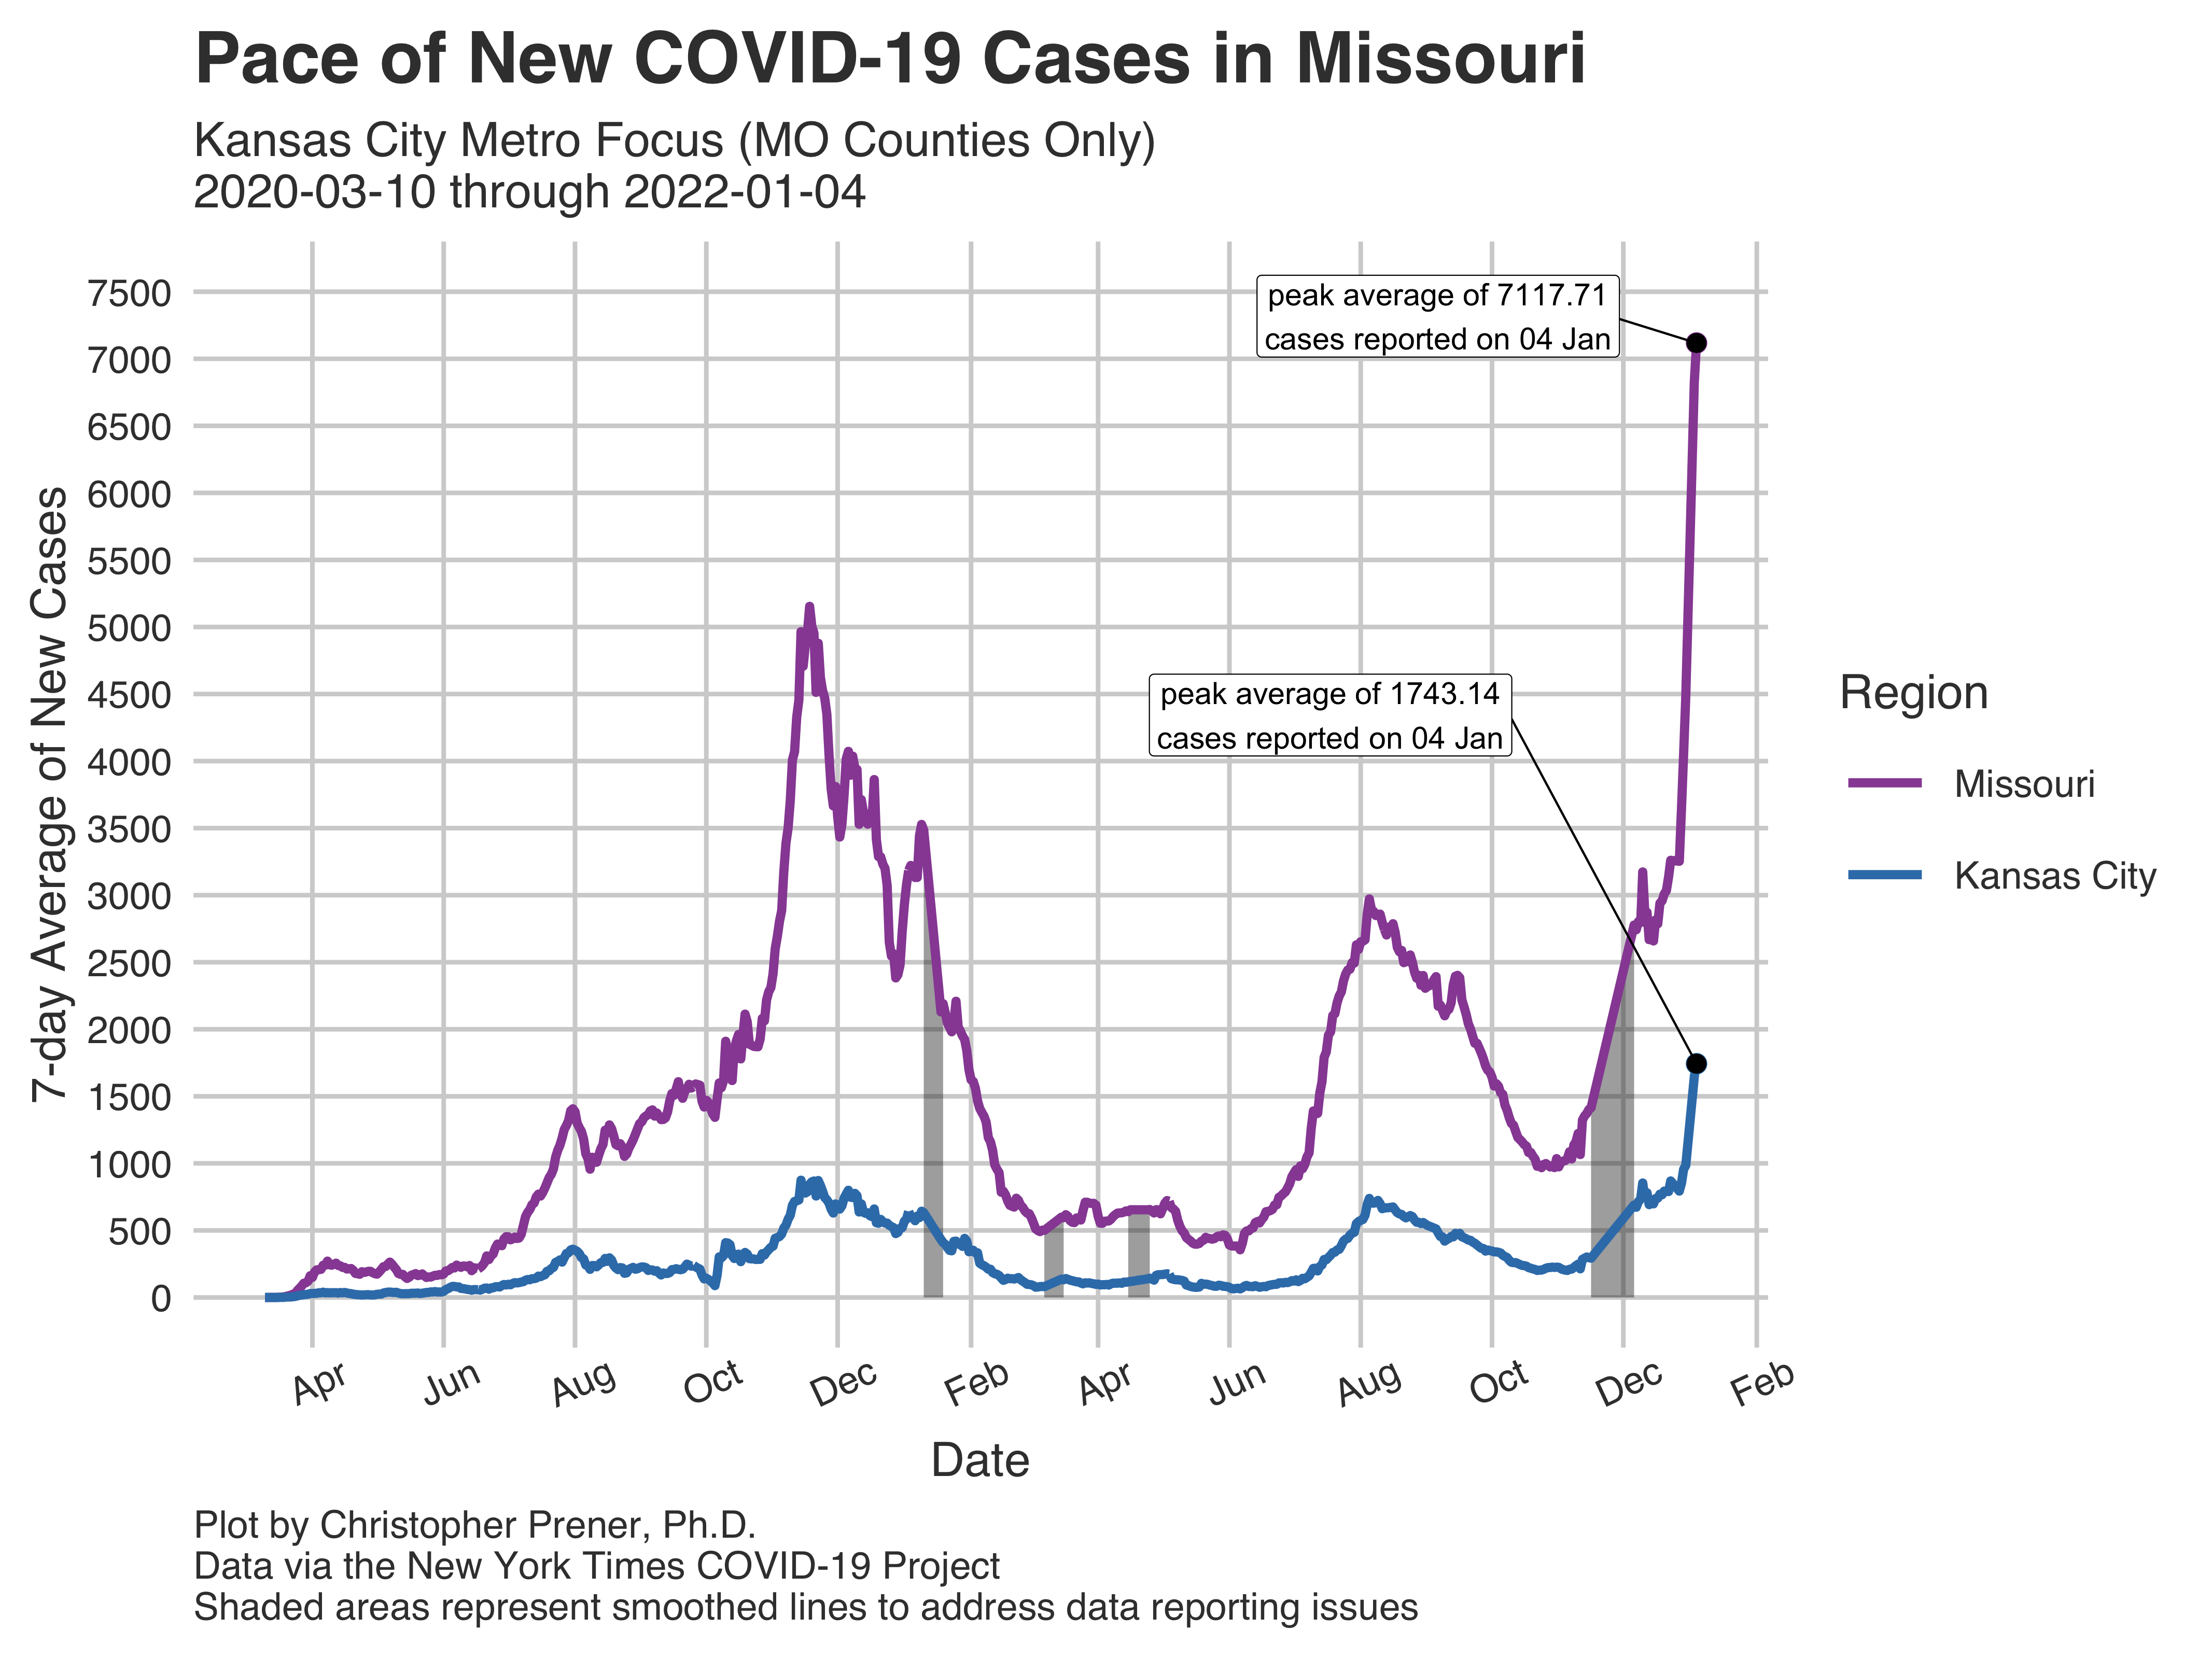 Pace of New COVID-19 Cases in Missouri
Kansas City Metro Focus (MO Counties Only)
2020-03-10 through 2022-01-04
7-day Average of New Cases
7500
7000
6500
6000
5500
5000
4500
4000
3500
3000
2500
2000
1500
1000
500
0
peak average of 7117.71
cases reported on 04 Jan
peak average of 1743.14
cases reported on 04 Jan
Region
Missouri
Kansas City
Apr Jun Aug Oct Dec Feb Apr Jun Aug Oct Dec Feb
Date
Plot by Christopher Prener, Ph.D.
Data via the New York Times COVID-19 Project
Shaded areas represent smoothed lines to address data reporting issues